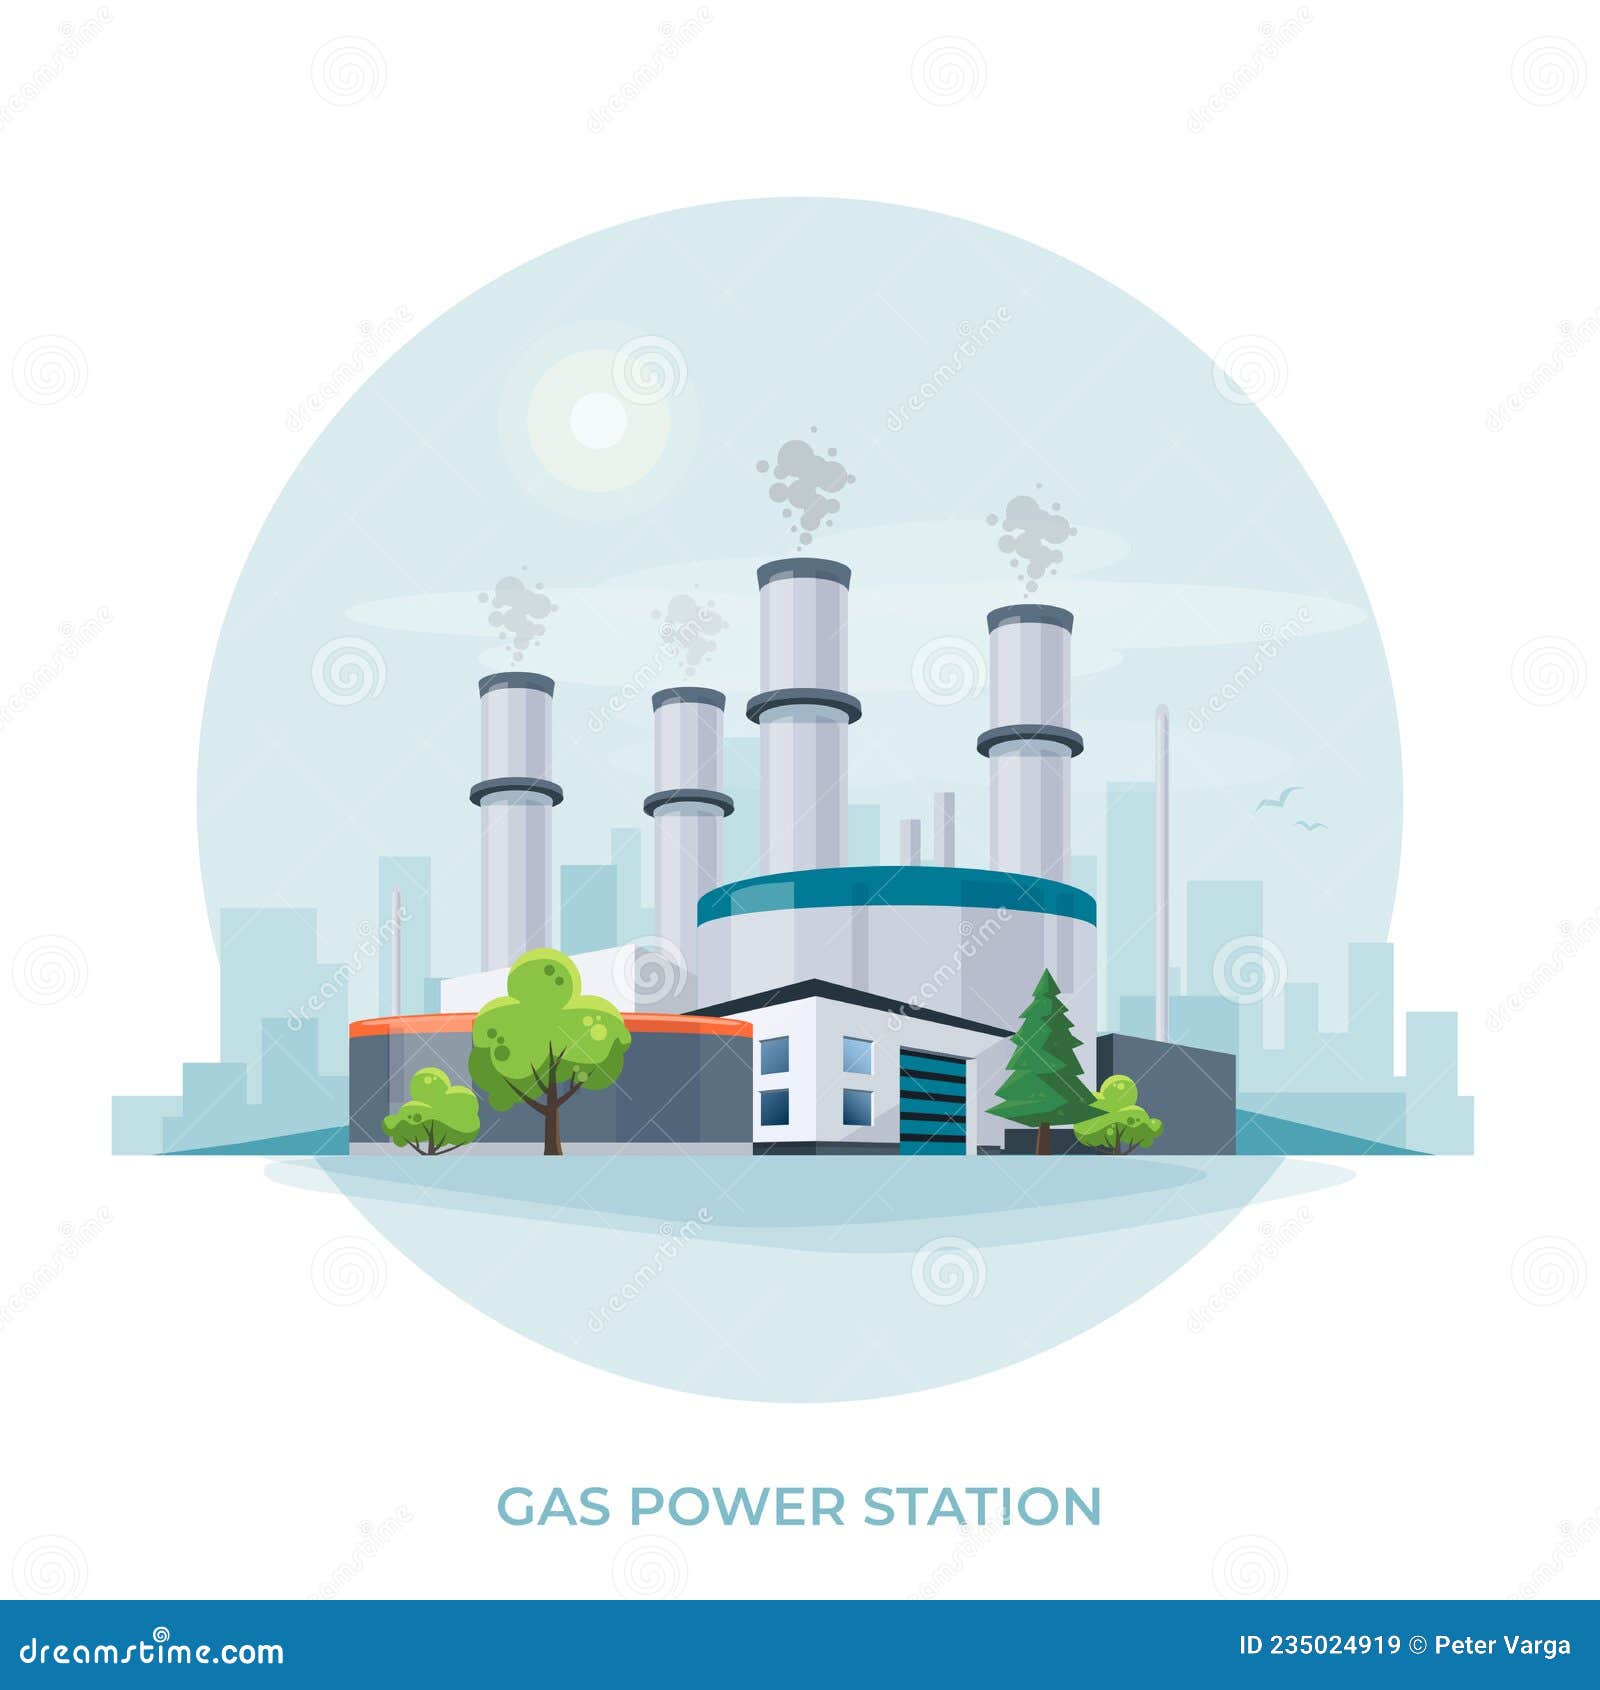 GAS POWER STATION
dreamstime.com
ID 235024919 © Peter Varga